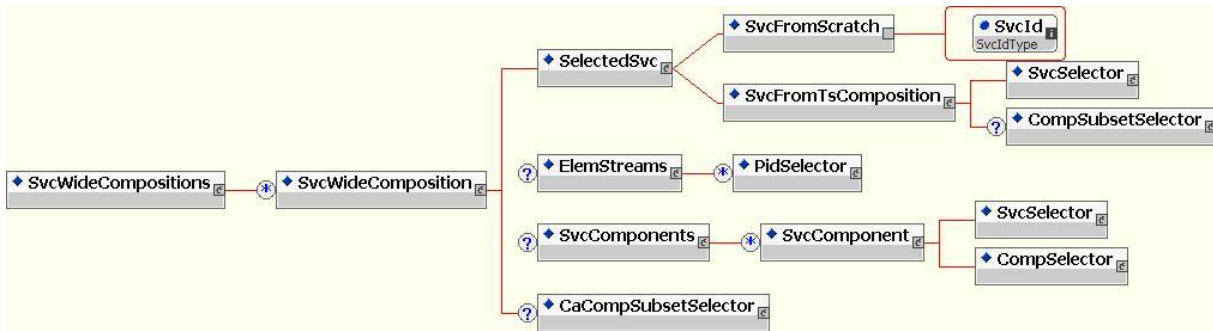 SvcFromScratch
SvcId
SvcIdType
SelectedSvc
SvcFromTsComposition
SvcSelector
? CompSubsetSelector
SvcWideCompositions * SvcWideComposition
? ElemStreams * PidSelector
SvcSelector
? SvcComponents * SvcComponent
CompSelector
? CaCompSubsetSelector